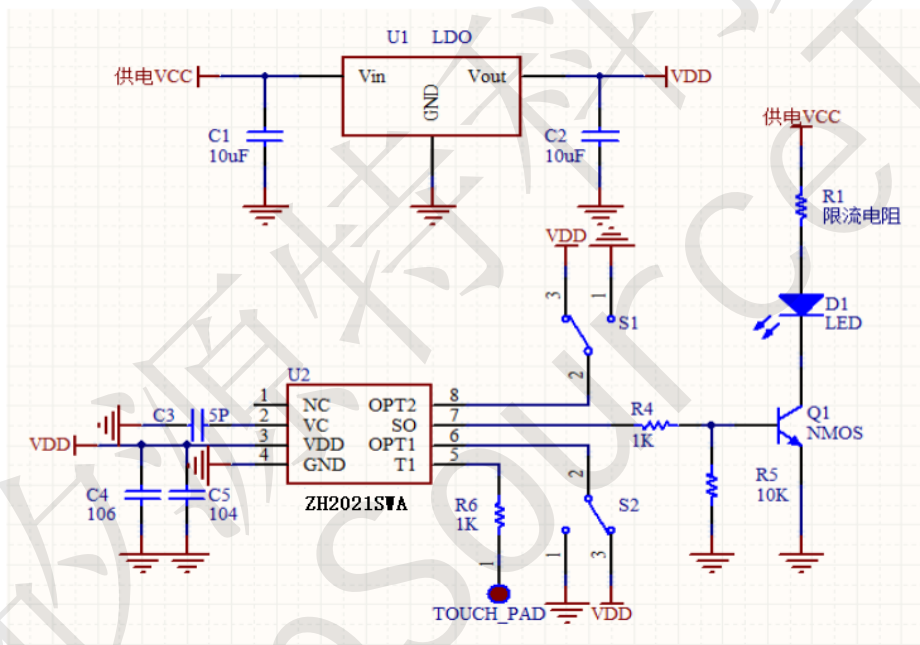 U1 LDO
供电VCC
Vin
Vout
GND
VDD
C1
10uF
C2
10uF
供电VCC
R1
限流电阻
D1
LED
VDD
3
1
S1
2
U2
1
2
3
4
NC
VC
VDD
GND
OPT2
SO
OPT1
T1
8
7
6
5
ZH2021SWA
C3
5P
VDD
C4
106
C5
104
R4
1K
Q1
NMOS
R5
10K
R6
1K
1
TOUCH_PAD
2
S2
1
3
VDD